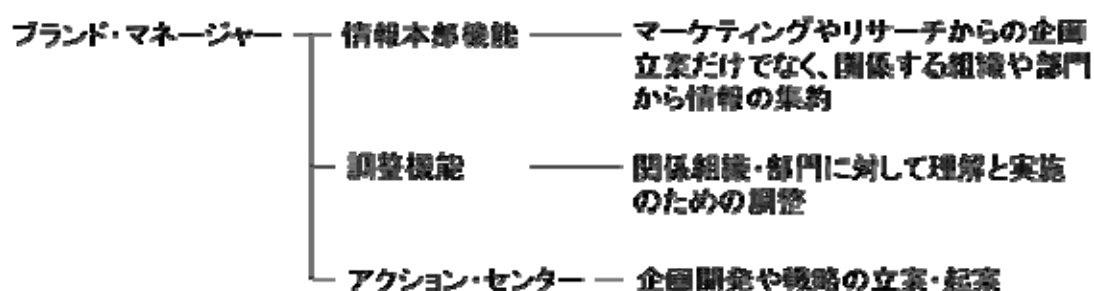 ブランド・マネージャー
情報本部機能
マーケティングやリサーチからの企画
立案だけでなく、関係する組織や部門
から情報の集約
調整機能
関係組織・部門に対して理解と実施
のための調整
アクション・センター
企画開発や戦略の立案・起案